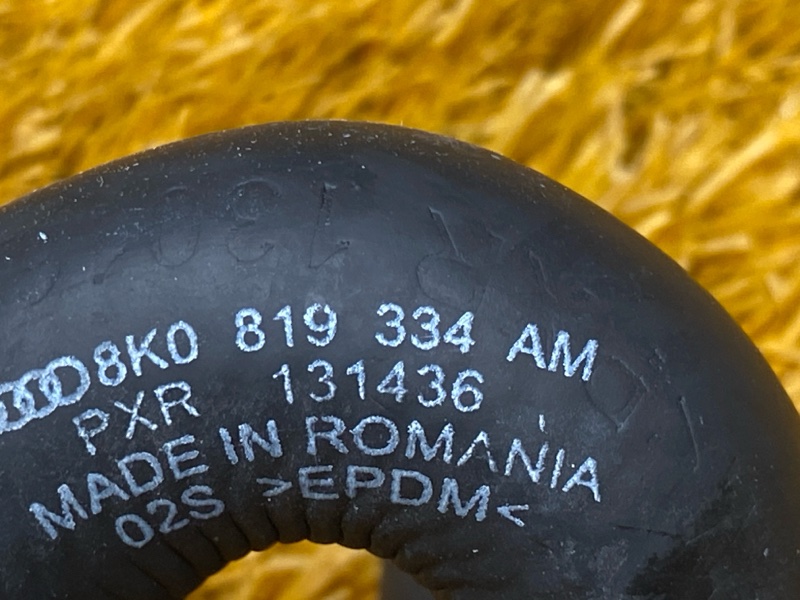 8K0 819 334 AM
PXR 131436
MADE IN ROMANIA
02S >EPDM<